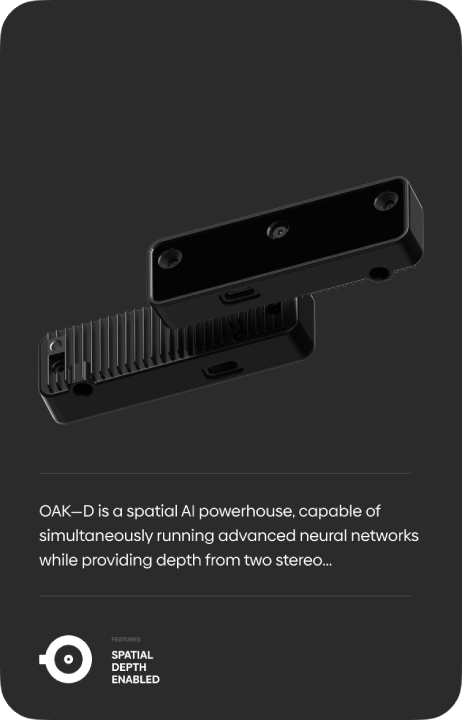 OAK—D is a spatial AI powerhouse, capable of
simultaneously running advanced neural networks
while providing depth from two stereo...
FEATURES
SPATIAL
DEPTH
ENABLED